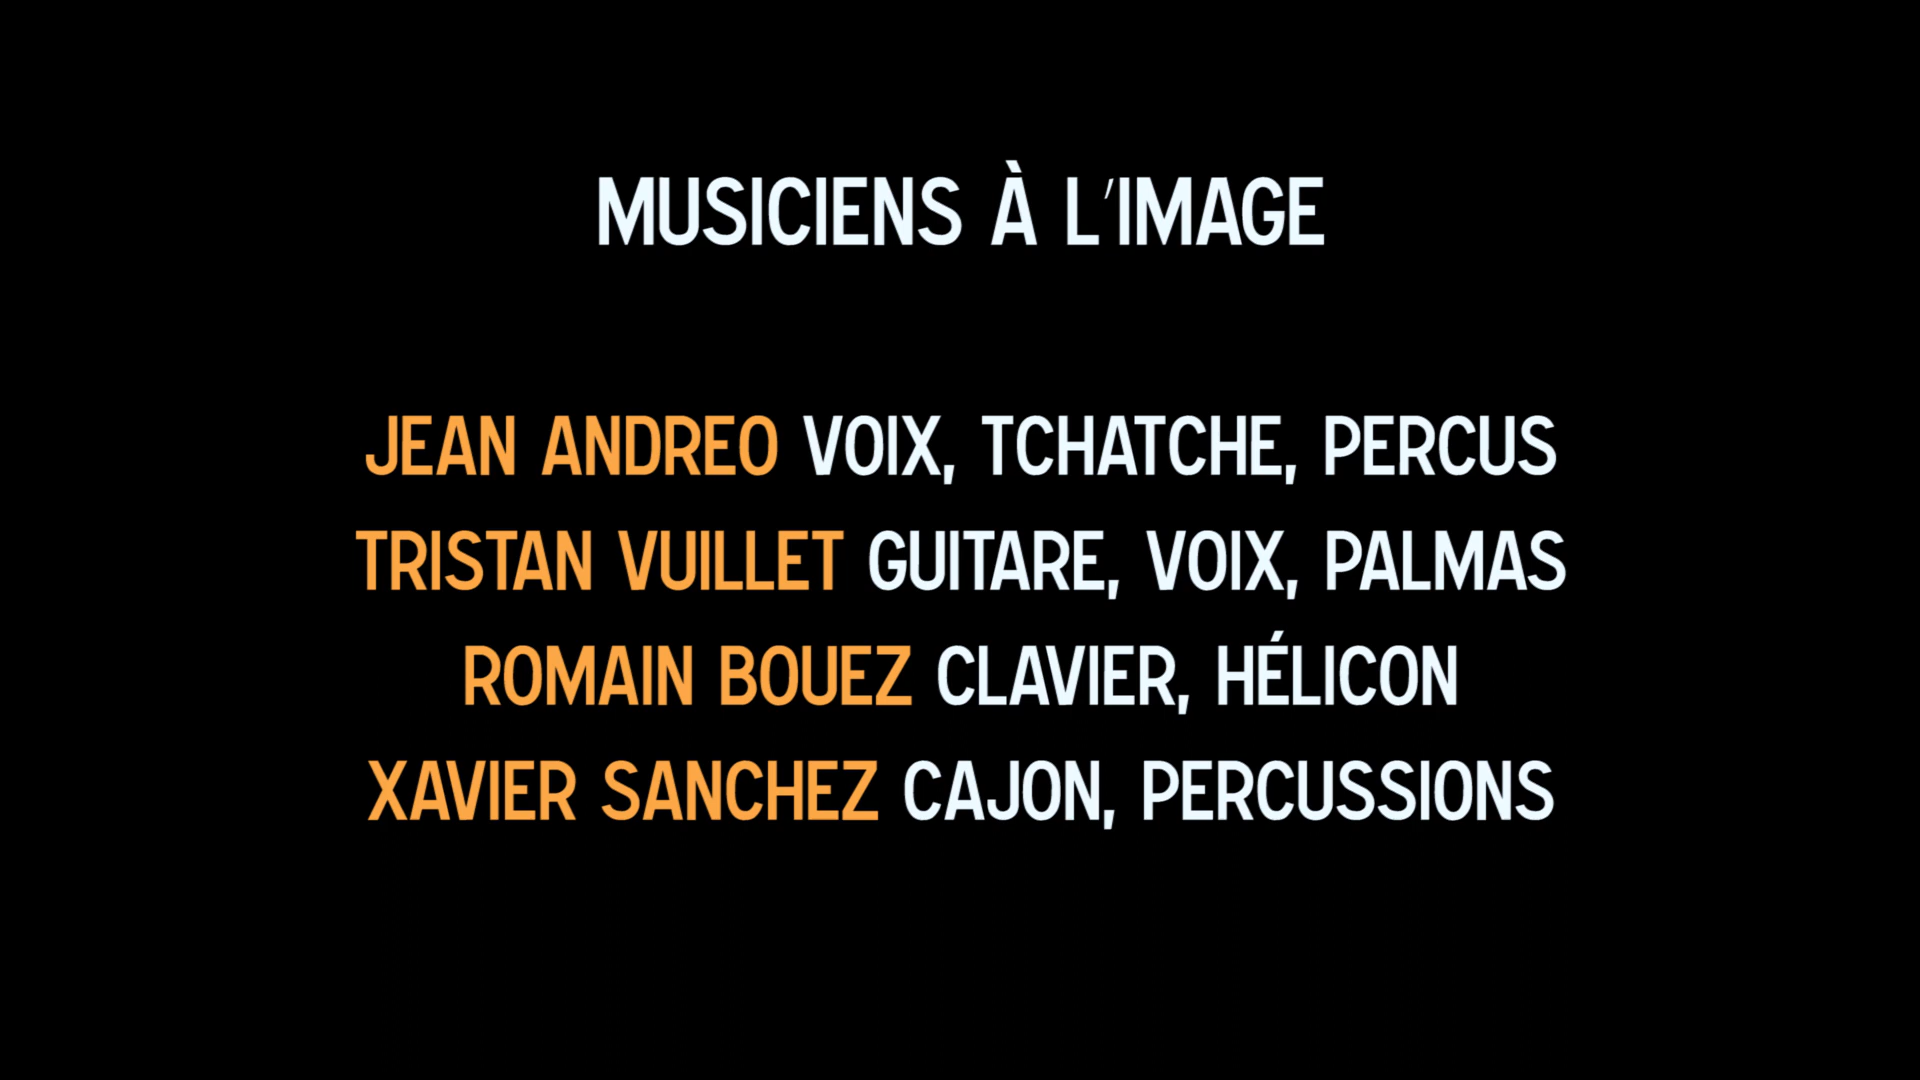 MUSICIENS À L'IMAGE
JEAN ANDREO VOIX, TCHATCHE, PERCUS
TRISTAN VUILLET GUITARE, VOIX, PALMAS
ROMAIN BOUEZ CLAVIER, HÉLICON
XAVIER SANCHEZ CAJON, PERCUSSIONS